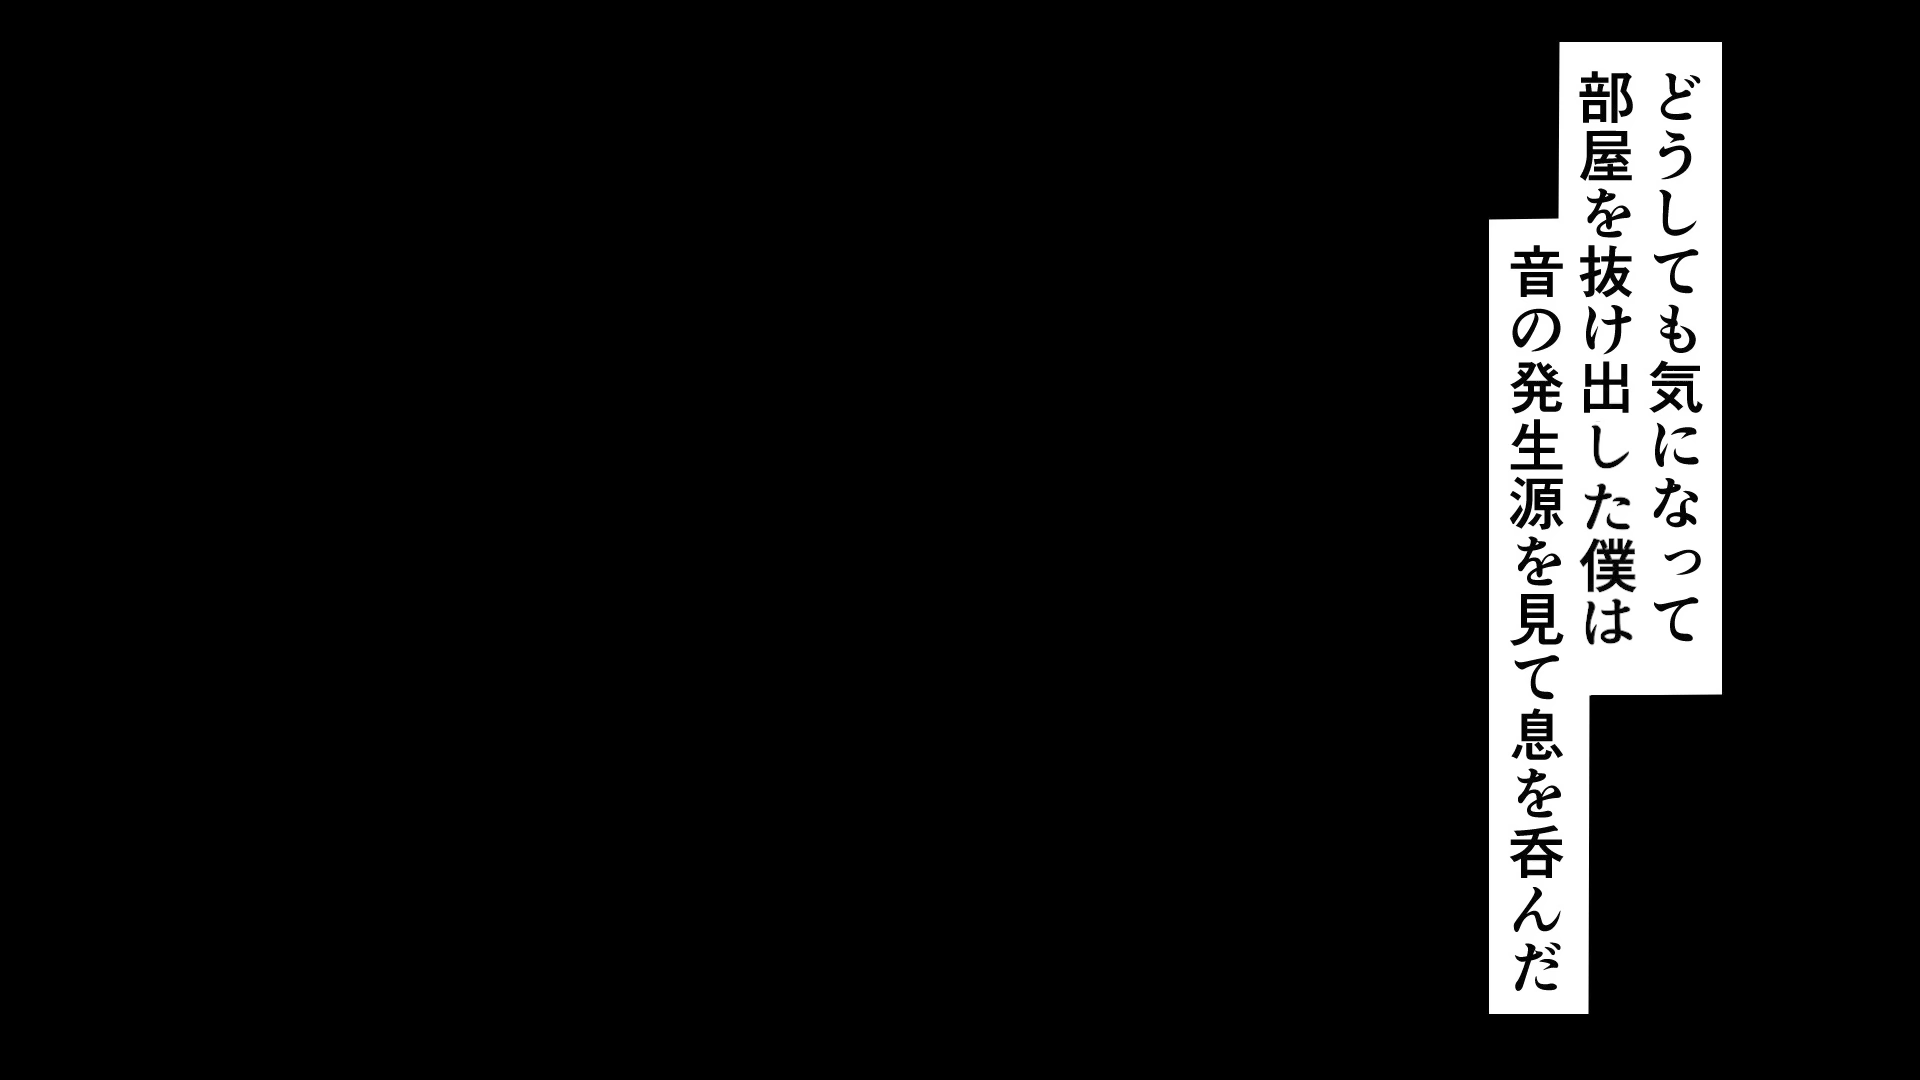 どうしても気になって
部屋を抜け出した僕は
音の発生源を見て息を呑んだ